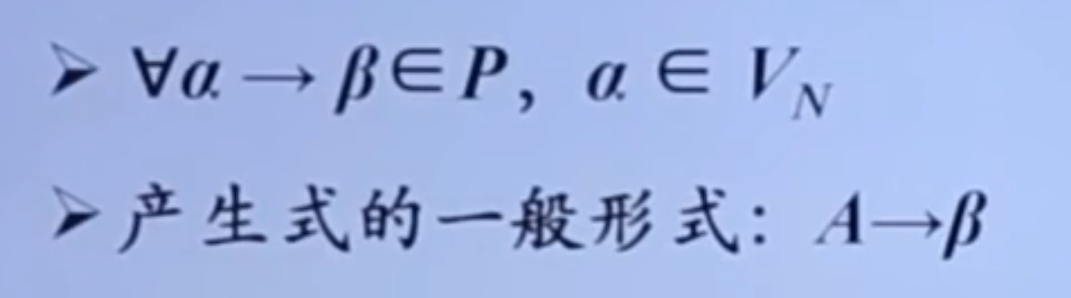 ➢ ∀α → β∈P, α ∈ V_N
➢ 产生式的一般形式: A→β